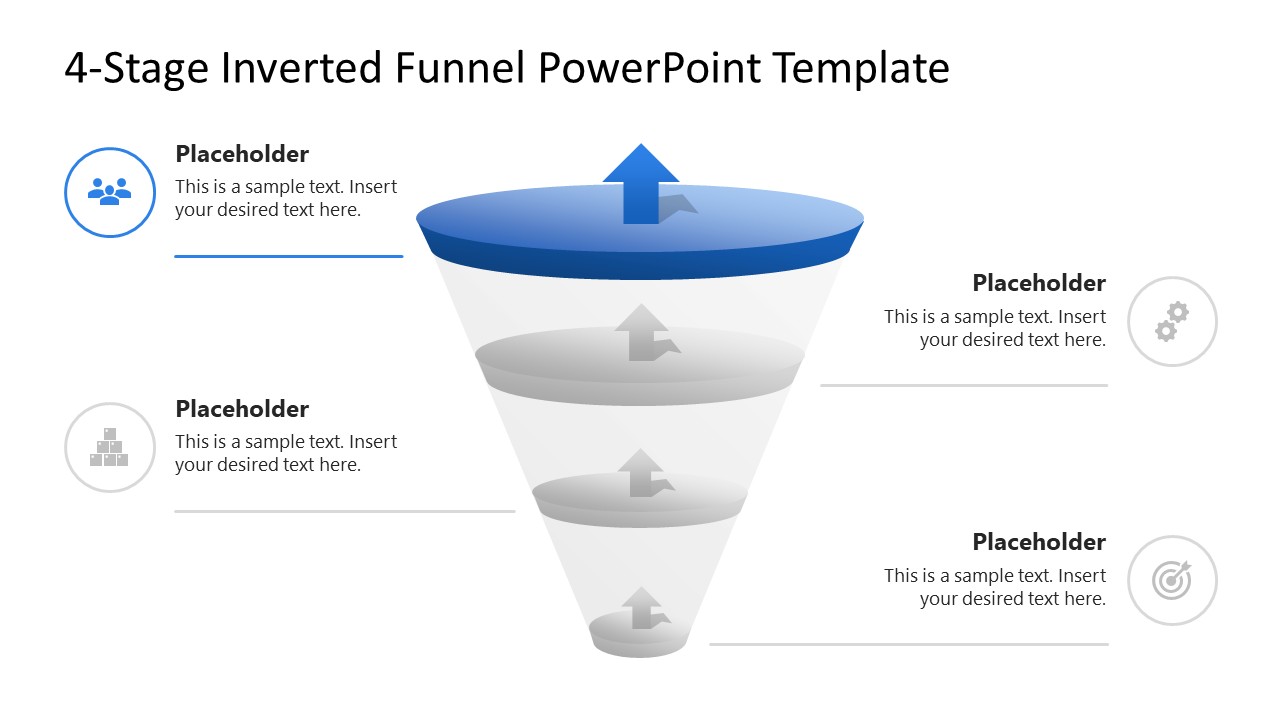 4-Stage Inverted Funnel PowerPoint Template
Placeholder
This is a sample text. Insert
your desired text here.
Placeholder
This is a sample text. Insert
your desired text here.
Placeholder
This is a sample text. Insert
your desired text here.
Placeholder
This is a sample text. Insert
your desired text here.